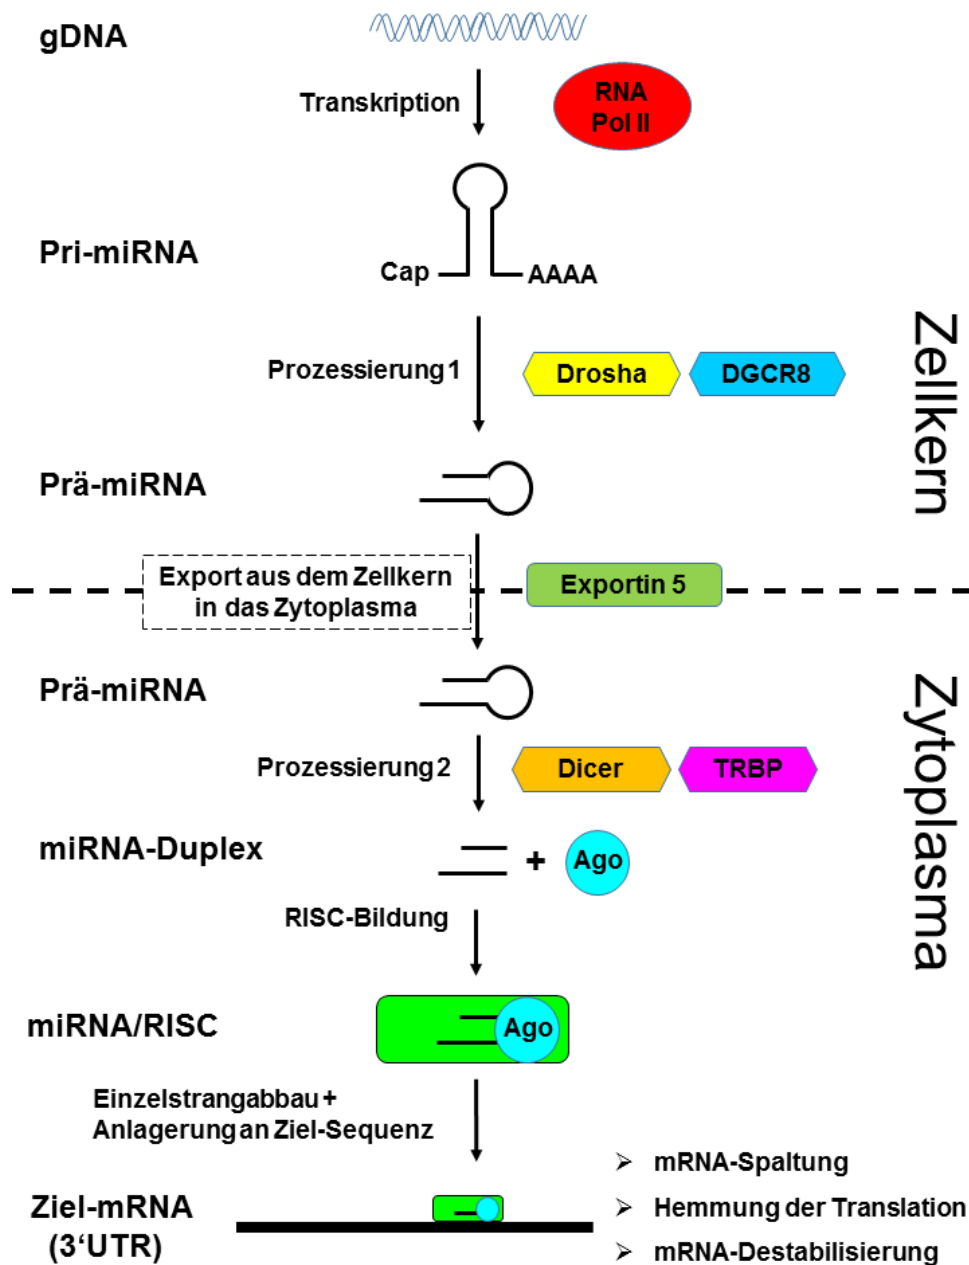 gDNA
Transkription
RNA
Pol II
Pri-miRNA
Cap
AAAA
Prozessierung 1
Drosha
DGCR8
Zellkern
Prä-miRNA
Export aus dem Zellkern
in das Zytoplasma
Exportin 5
Prä-miRNA
Prozessierung 2
Dicer
TRBP
Zytoplasma
miRNA-Duplex
+
Ago
RISC-Bildung
miRNA/RISC
Ago
Einzelstrangabbau +
Anlagerung an Ziel-Sequenz
Ziel-mRNA
(3‘UTR)
➢ mRNA-Spaltung
➢ Hemmung der Translation
➢ mRNA-Destabilisierung